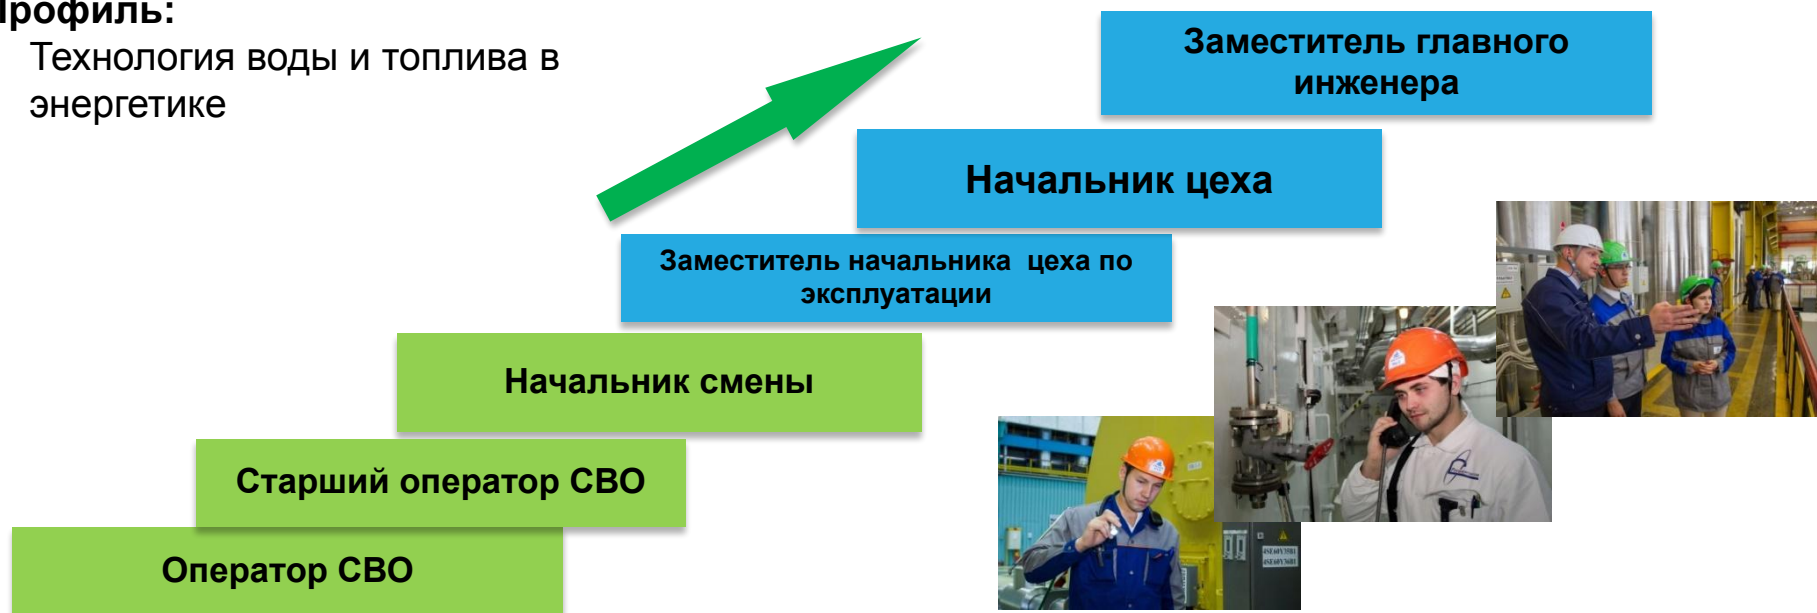 Профиль:
Технология воды и топлива в
энергетике
Заместитель главного
инженера
Начальник цеха
Заместитель начальника цеха по
эксплуатации
Начальник смены
Старший оператор СВО
Оператор СВО